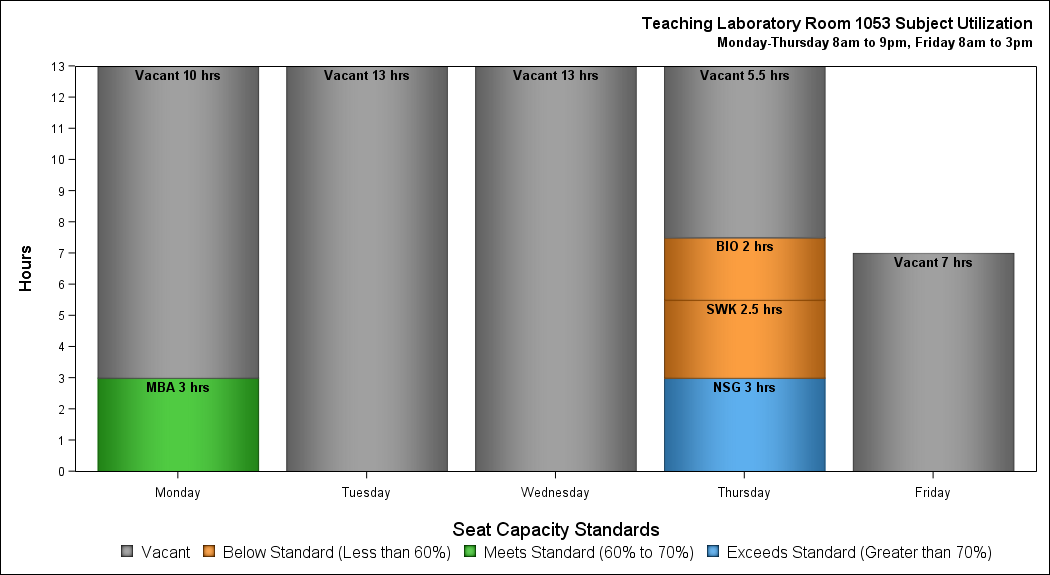 Teaching Laboratory Room 1053 Subject Utilization
Monday-Thursday 8am to 9pm, Friday 8am to 3pm
Hours
13
12
11
10
9
8
7
6
5
4
3
2
1
0
Vacant 10 hrs
MBA 3 hrs
Vacant 13 hrs
Vacant 13 hrs
Vacant 5.5 hrs
BIO 2 hrs
SWK 2.5 hrs
NSG 3 hrs
Vacant 7 hrs
Monday Tuesday Wednesday Thursday Friday
Seat Capacity Standards
Vacant Below Standard (Less than 60%) Meets Standard (60% to 70%) Exceeds Standard (Greater than 70%)